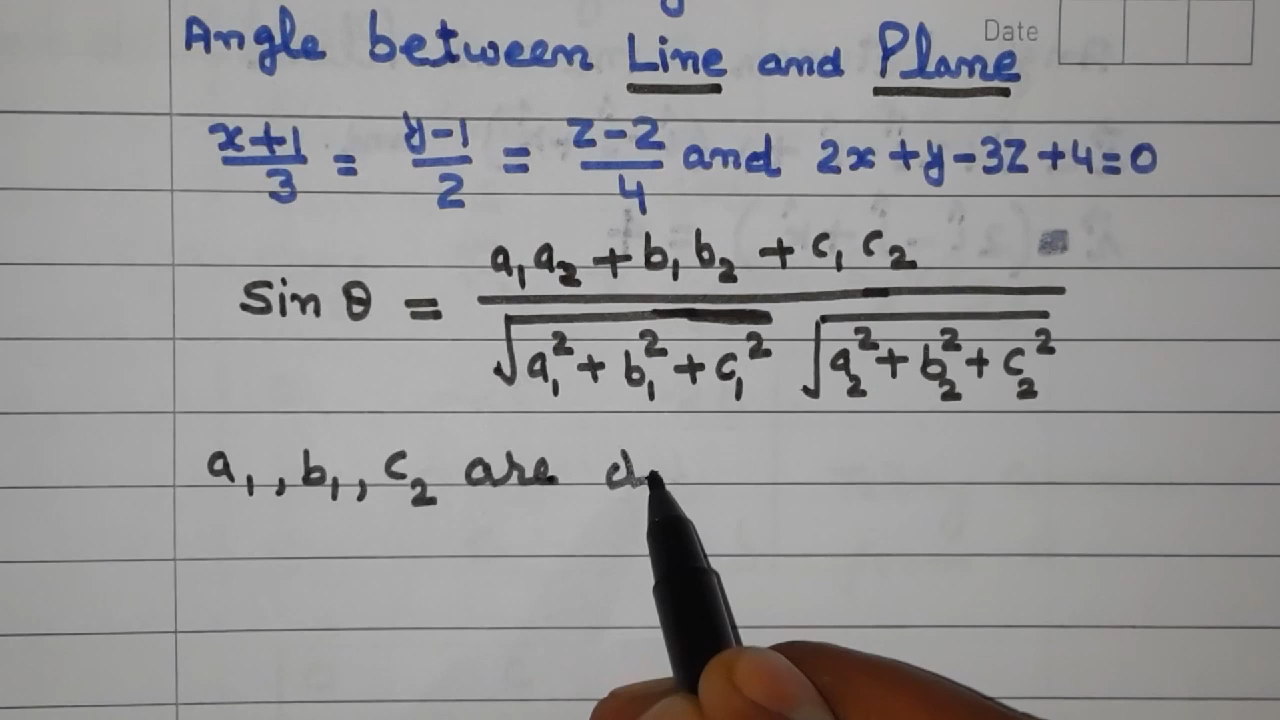 Date
Angle between Line and Plane
x+1/3 = y-1/2 = z-2/4 and 2x+y-3z+4=0
Sin θ = a₁a₂ + b₁b₂ + c₁c₂ / √a₁²+b₁²+c₁² √a₂²+b₂²+c₂²
a₁, b₁, c₂ are d